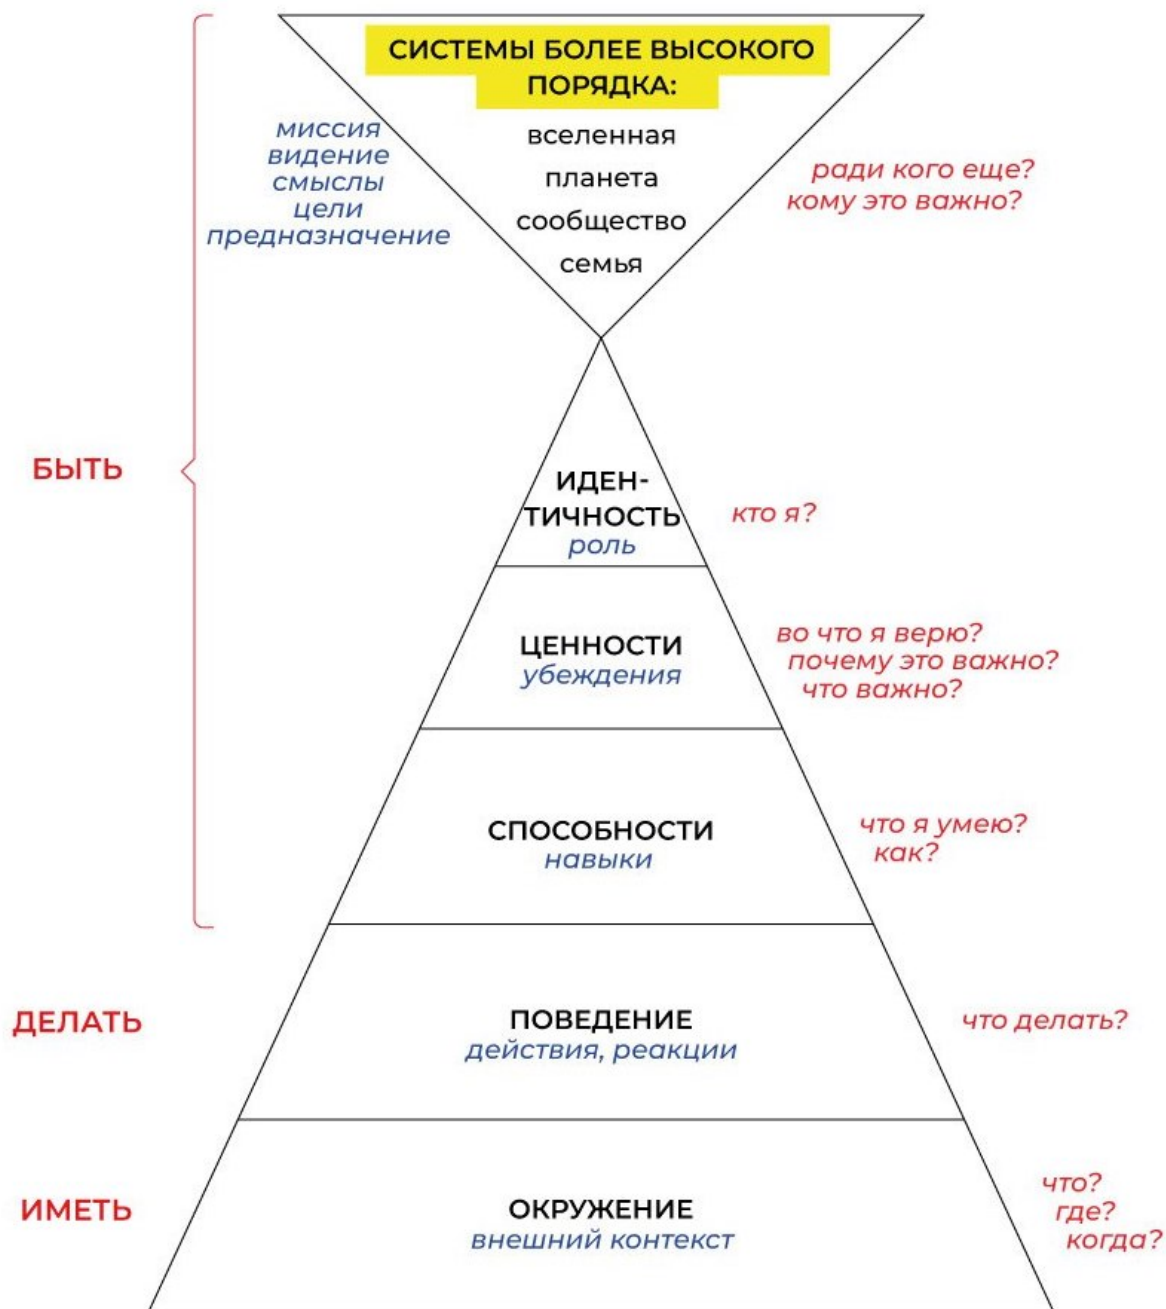 СИСТЕМЫ БОЛЕЕ ВЫСОКОГО
ПОРЯДКА:
миссия
видение
смыслы
цели
предназначение
вселенная
планета
сообщество
семья
ради кого еще?
кому это важно?
БЫТЬ
ИДЕН-
ТИЧНОСТЬ
роль
кто я?
ЦЕННОСТИ
убеждения
во что я верю?
почему это важно?
что важно?
СПОСОБНОСТИ
навыки
что я умею?
как?
ДЕЛАТЬ
ПОВЕДЕНИЕ
действия, реакции
что делать?
ИМЕТЬ
ОКРУЖЕНИЕ
внешний контекст
что?
где?
когда?